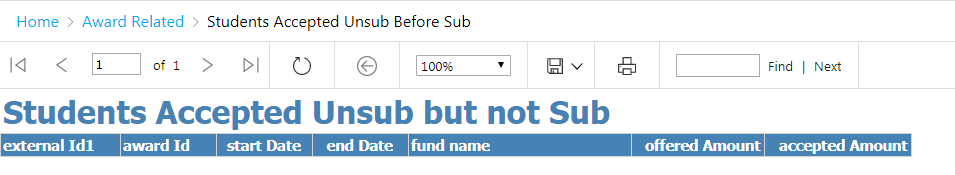 Home > Award Related > Students Accepted Unsub Before Sub
1 of 1 100% Find | Next
Students Accepted Unsub but not Sub
external Id1 award Id start Date end Date fund name offered Amount accepted Amount